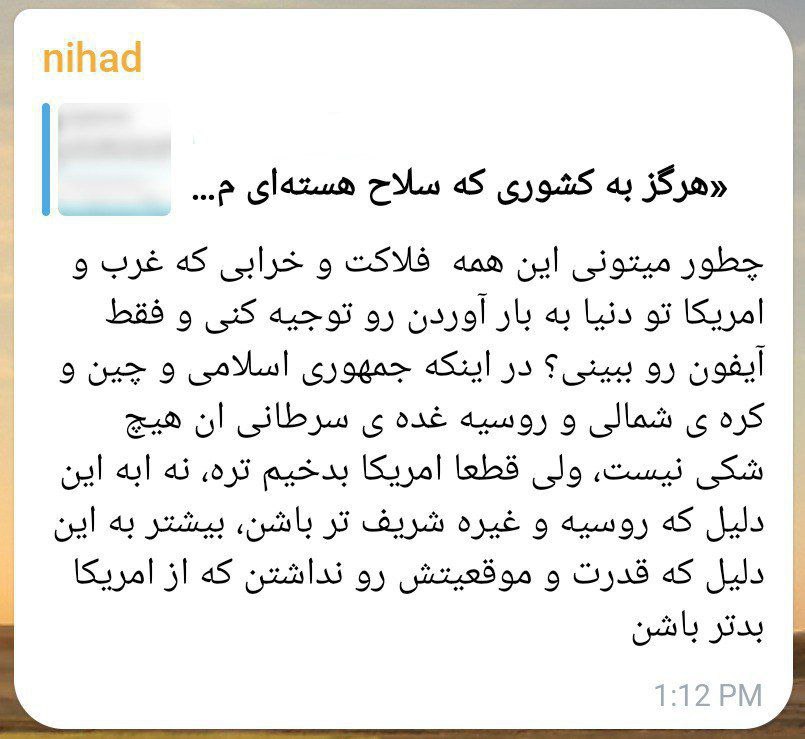 nihad
«هرگز به کشوری که سلاح هسته‌ای م...
چطور میتونی این همه فلاکت و خرابی که غرب و
امریکا تو دنیا به بار آوردن رو توجیه کنی و فقط
آیفون رو ببینی؟ در اینکه جمهوری اسلامی و چین و
کره ی شمالی و روسیه غده ی سرطانی ان هیچ
شکی نیست، ولی قطعا امریکا بدخیم تره، نه ابه این
دلیل که روسیه و غیره شریف تر باشن، بیشتر به این
دلیل که قدرت و موقعیتش رو نداشتن که از امریکا
بدتر باشن
1:12 PM